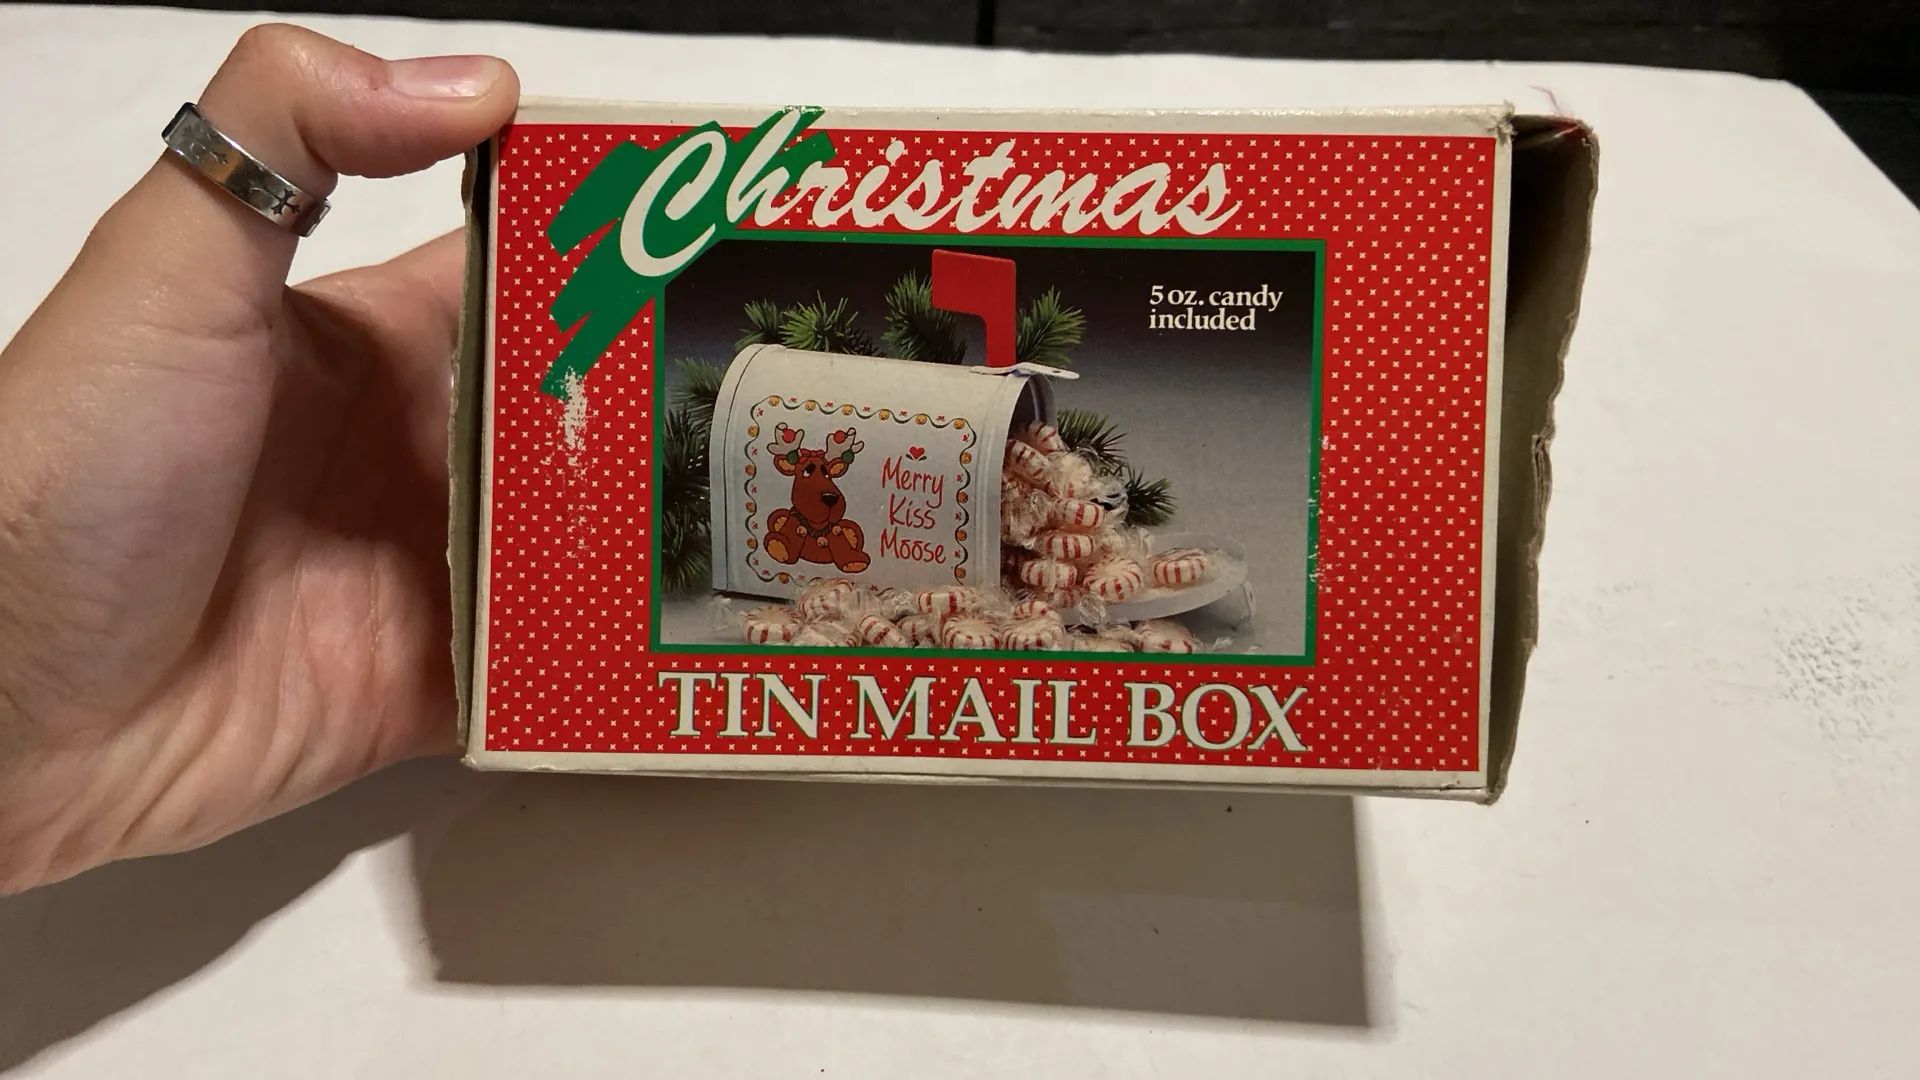 Christmas
5 oz. candy
included
Merry
Kiss
Moose
TIN MAIL BOX